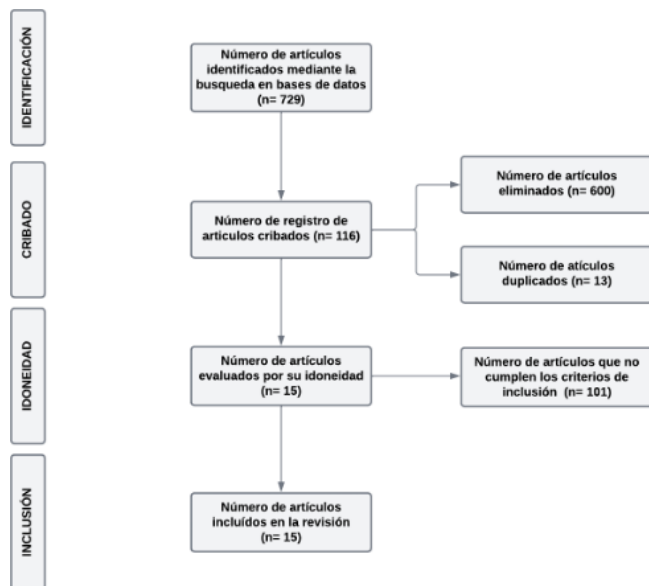 IDENTIFICACIÓN
Número de artículos
identificados mediante la
busqueda en bases de datos
(n= 729)
CRIBADO
Número de registro de
articulos cribados (n= 116)
Número de artículos
eliminados (n= 600)
Número de atículos
duplicados (n= 13)
IDONEIDAD
Número de artículos
evaluados por su idoneidad
(n= 15)
Número de artículos que no
cumplen los criterios de
inclusión (n= 101)
INCLUSIÓN
Número de artículos
incluídos en la revisión
(n= 15)